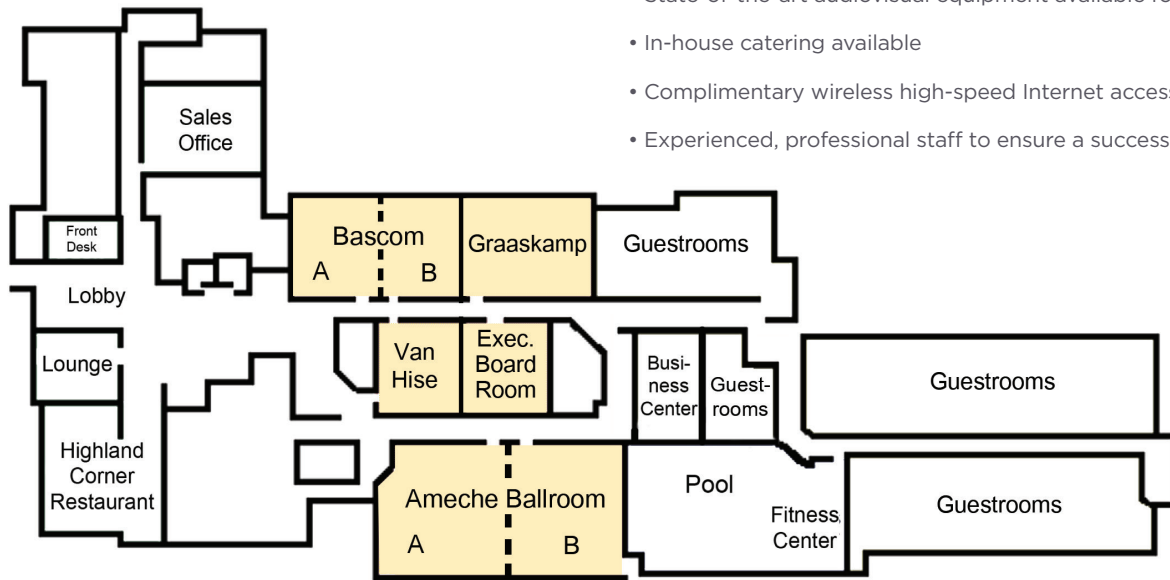 • In-house catering available
• Complimentary wireless high-speed Internet access
• Experienced, professional staff to ensure a success
Sales
Office
Front
Desk
Bascom
A
B
Graaskamp
Guestrooms
Lobby
Lounge
Van
Hise
Exec.
Board
Room
Busi-
ness
Center
Guest-
rooms
Guestrooms
Highland
Corner
Restaurant
Ameche Ballroom
A
B
Pool
Fitness
Center
Guestrooms